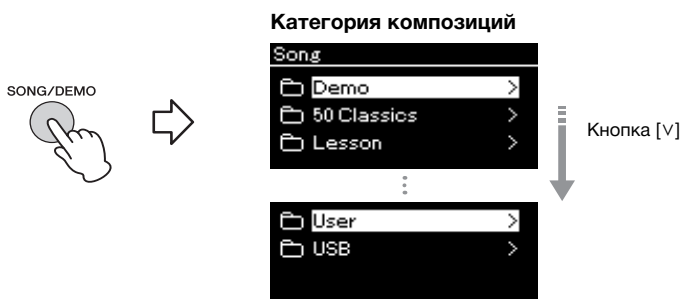 Категория композиций
SONG/DEMO
Song
Demo >
50 Classics >
Lesson >
Кнопка [∨]
User >
USB >